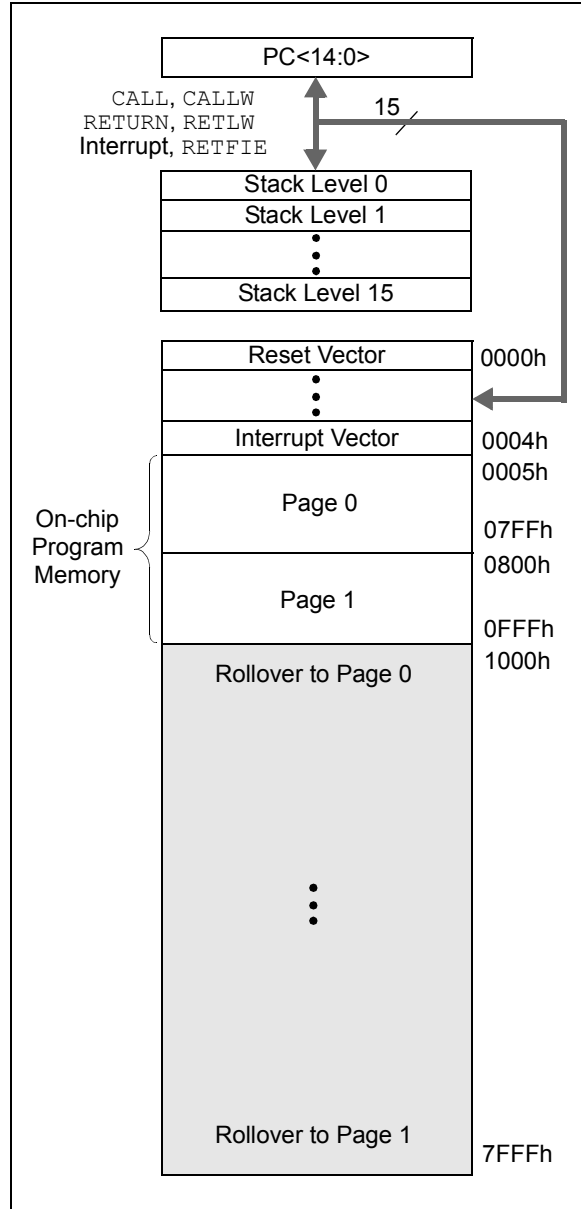 PC<14:0>
CALL, CALLW
RETURN, RETLW
Interrupt, RETFIE
15
Stack Level 0
Stack Level 1
Stack Level 15
Reset Vector
0000h
Interrupt Vector
0004h
0005h
On-chip
Program
Memory
Page 0
07FFh
0800h
Page 1
0FFFh
1000h
Rollover to Page 0
Rollover to Page 1
7FFFh